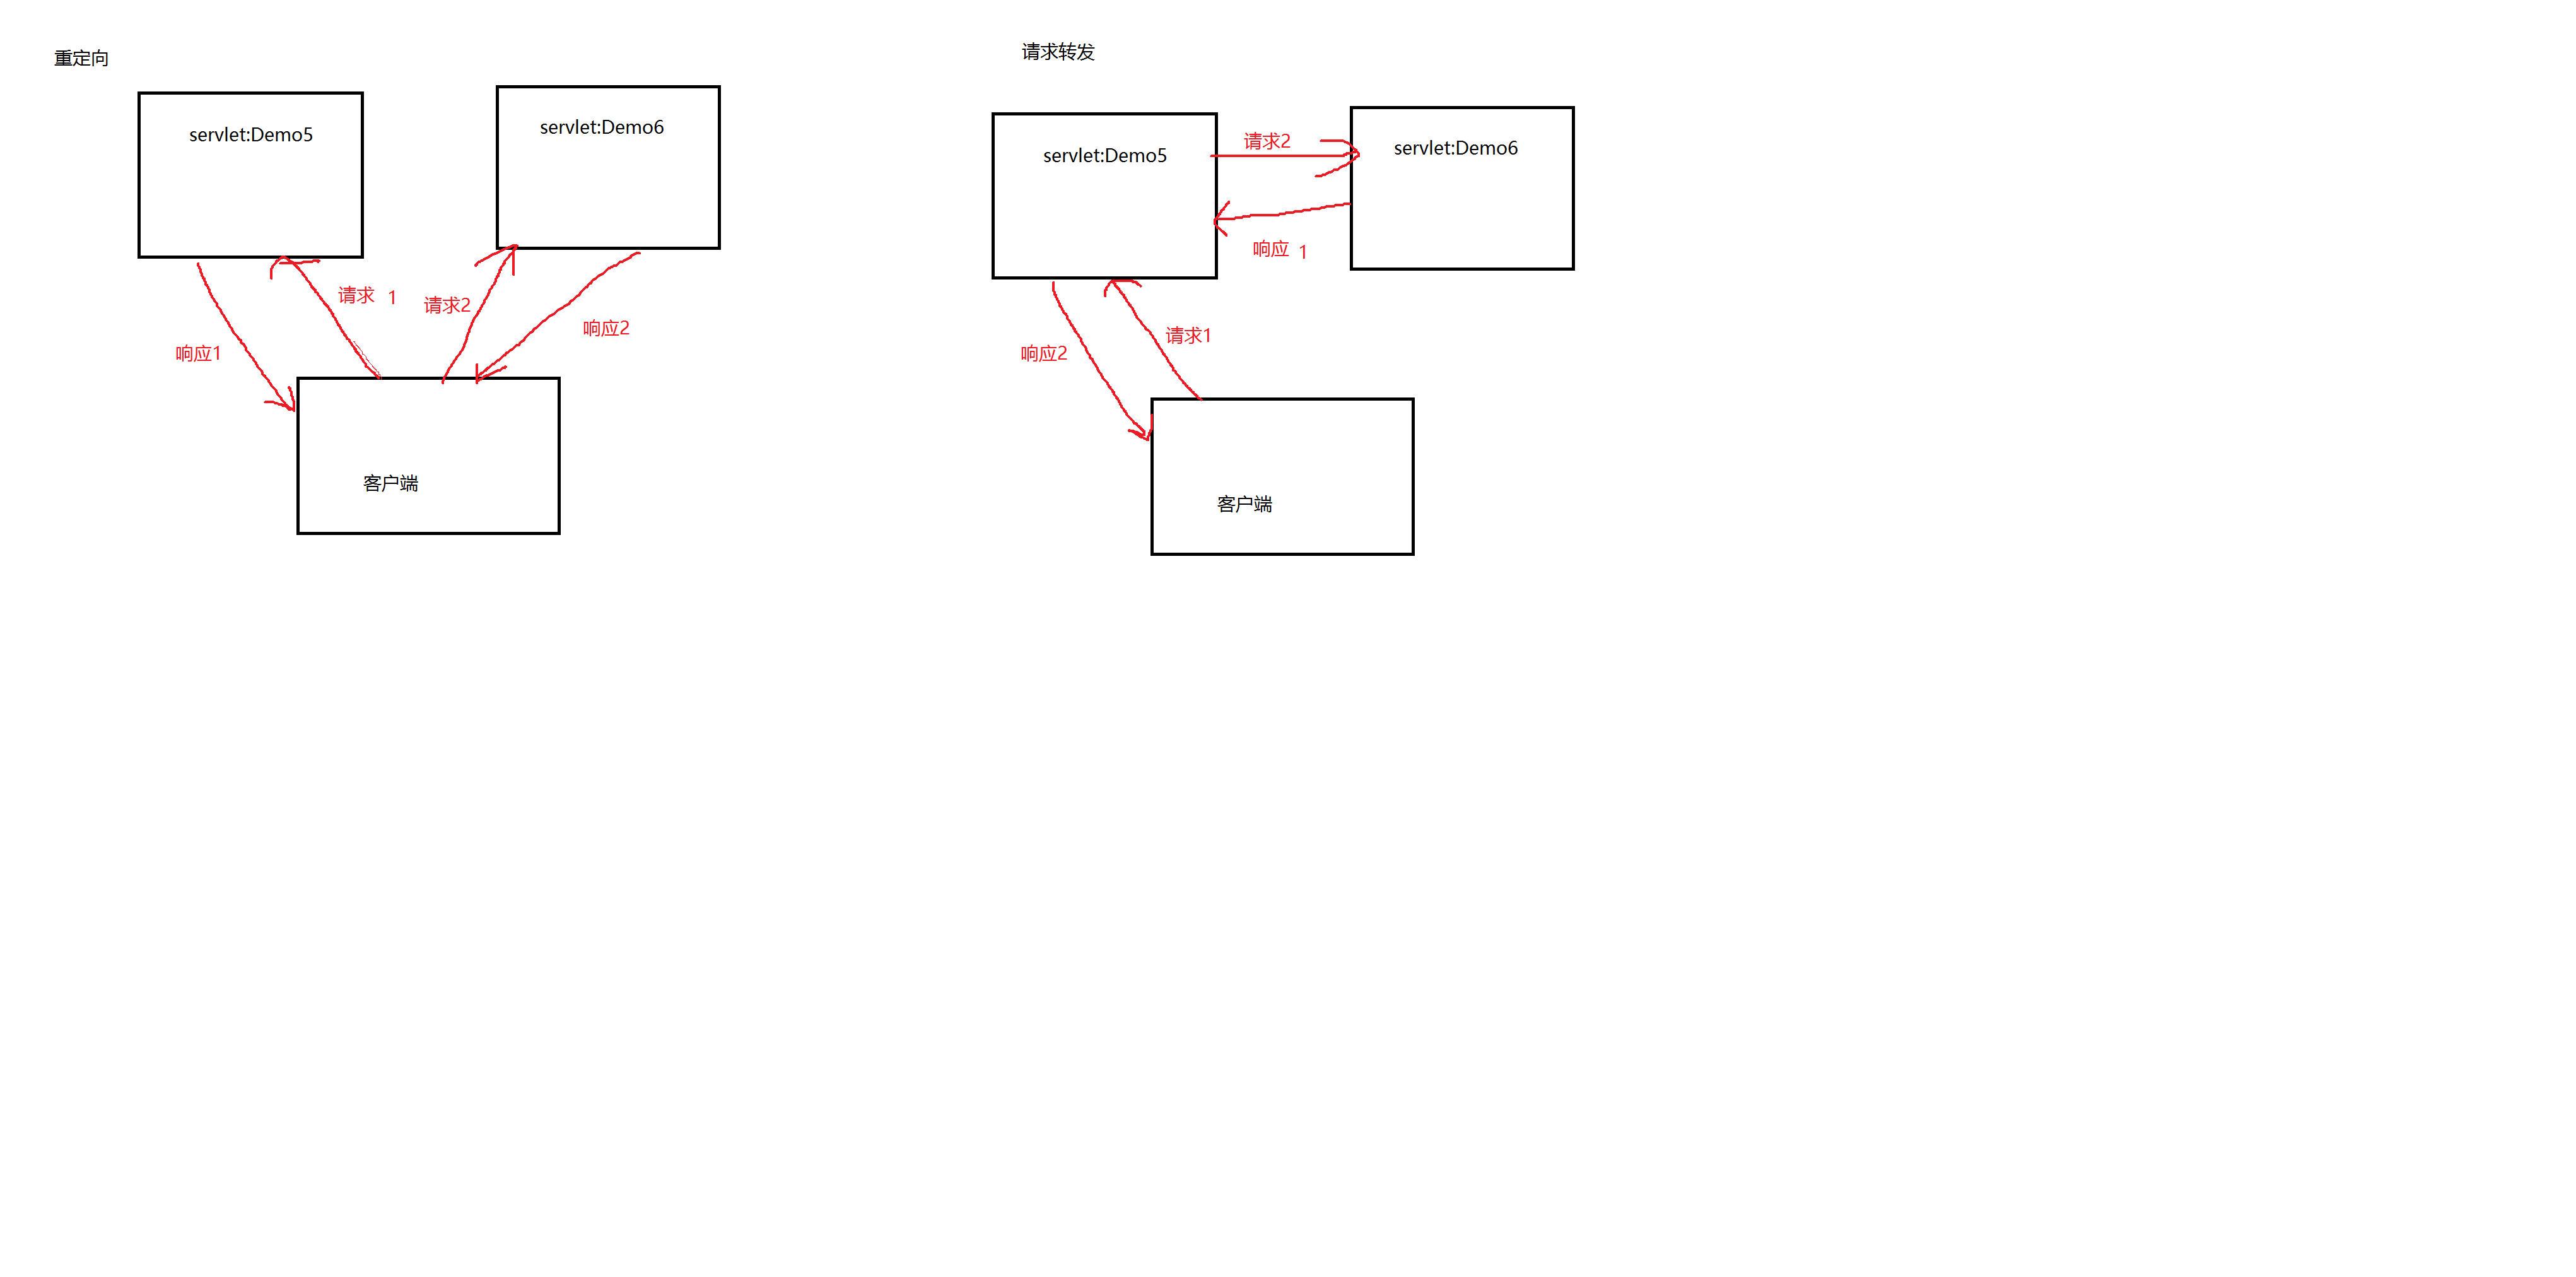 重定向
servlet:Demo5
servlet:Demo6
请求 1
请求2
响应2
响应1
客户端
请求转发
servlet:Demo5
请求2
servlet:Demo6
响应 1
请求1
响应2
客户端